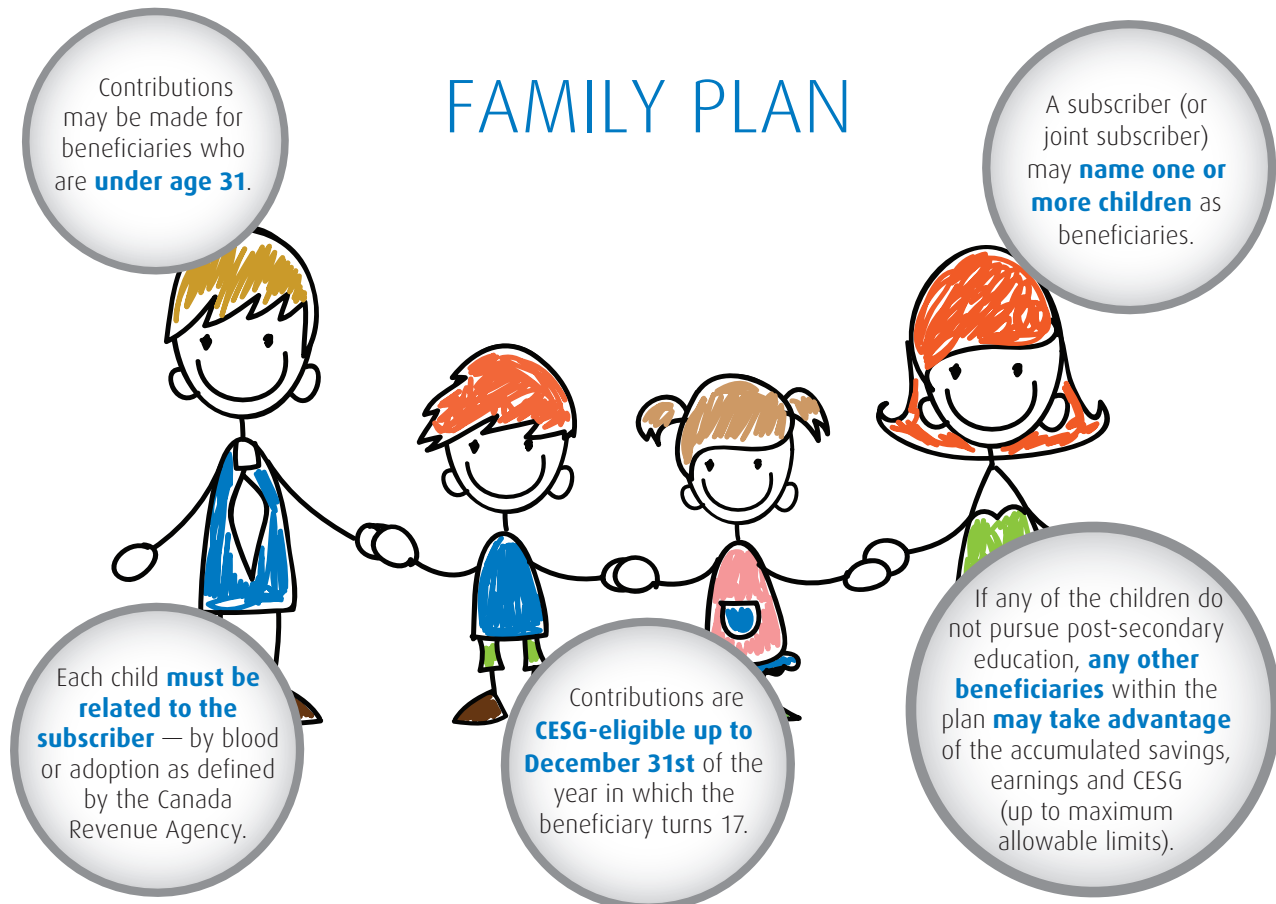 FAMILY PLAN
Contributions
may be made for
beneficiaries who
are under age 31.
A subscriber (or
joint subscriber)
may name one or
more children as
beneficiaries.
Each child must be
related to the
subscriber — by blood
or adoption as defined
by the Canada
Revenue Agency.
Contributions are
CESG-eligible up to
December 31st of the
year in which the
beneficiary turns 17.
If any of the children do
not pursue post-secondary
education, any other
beneficiaries within the
plan may take advantage
of the accumulated savings,
earnings and CESG
(up to maximum
allowable limits).